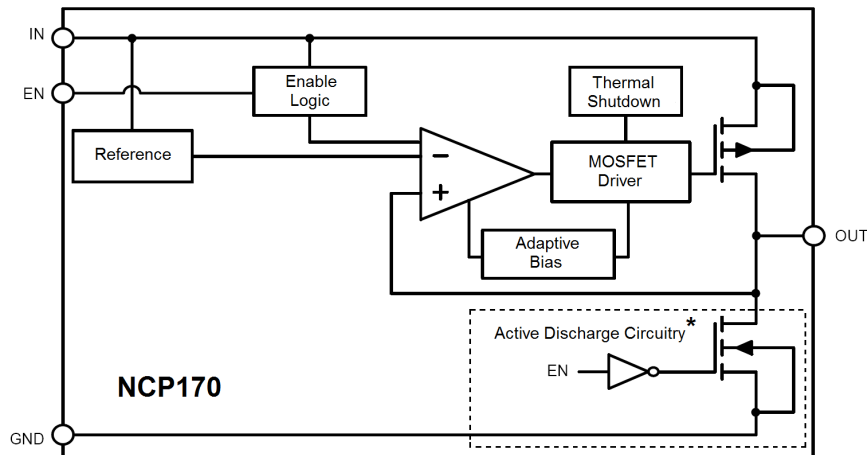 IN
EN
Enable
Logic
Thermal
Shutdown
Reference
−
+
MOSFET
Driver
Adaptive
Bias
OUT
Active Discharge Circuitry*
EN
NCP170
GND